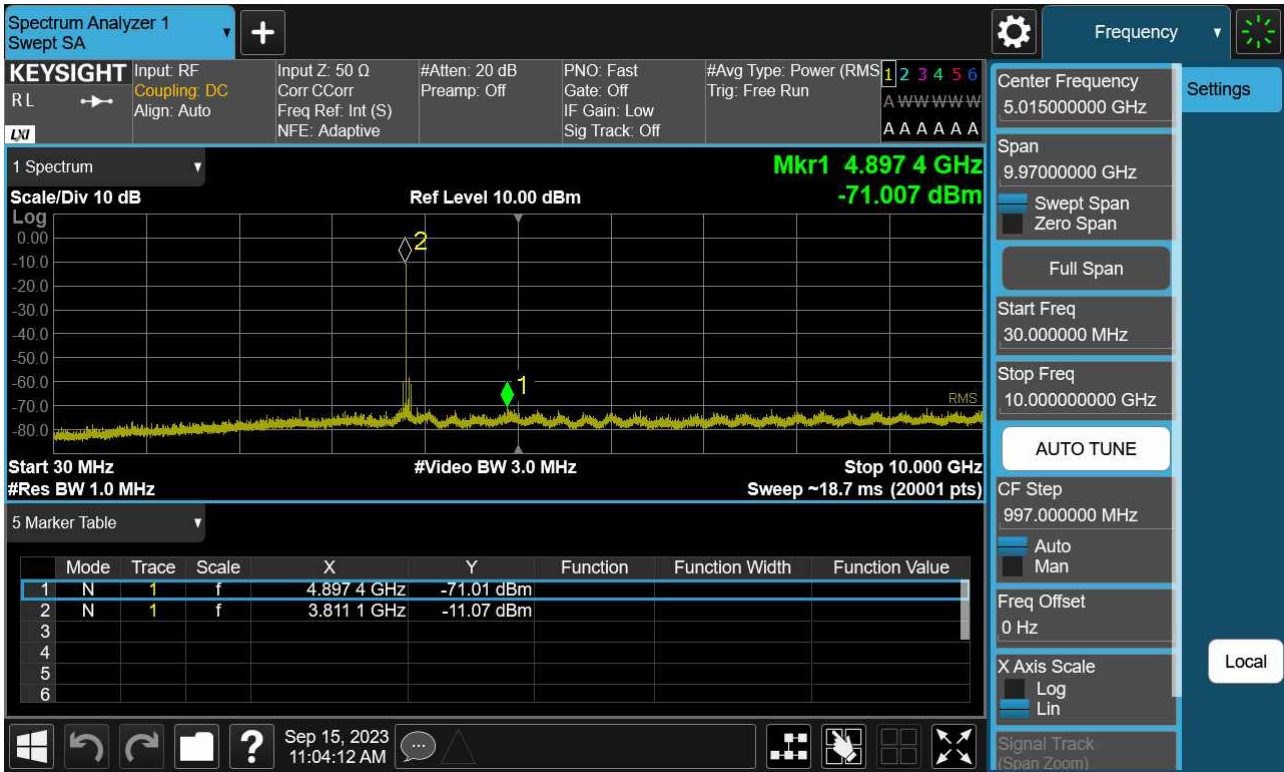 Spectrum Analyzer 1
Swept SA
Frequency
KEYSIGHT
R L
LXI
Input: RF
Coupling: DC
Align: Auto
Input Z: 50 Ω
Corr CCorr
Freq Ref: Int (S)
NFE: Adaptive
#Atten: 20 dB
Preamp: Off
PNO: Fast
Gate: Off
IF Gain: Low
Sig Track: Off
#Avg Type: Power (RMS
Trig: Free Run
1 2 3 4 5 6
A W W W W W
A A A A A A
1 Spectrum
Mkr1 4.897 4 GHz
-71.007 dBm
Scale/Div 10 dB
Ref Level 10.00 dBm
Log
0.00
-10.0
-20.0
-30.0
-40.0
-50.0
-60.0
-70.0
-80.0
2
1
RMS
Start 30 MHz
#Video BW 3.0 MHz
Stop 10.000 GHz
#Res BW 1.0 MHz
Sweep ~18.7 ms (20001 pts)
5 Marker Table
Mode Trace Scale X Y Function Function Width Function Value
1 N 1 f 4.897 4 GHz -71.01 dBm
2 N 1 f 3.811 1 GHz -11.07 dBm
3
4
5
6
Sep 15, 2023
11:04:12 AM
Center Frequency
5.015000000 GHz
Span
9.97000000 GHz
Swept Span
Zero Span
Full Span
Start Freq
30.000000 MHz
Stop Freq
10.000000000 GHz
AUTO TUNE
CF Step
997.000000 MHz
Auto
Man
Freq Offset
0 Hz
X Axis Scale
Log
Lin
Signal Track
(Span Zoom)
Settings
Local